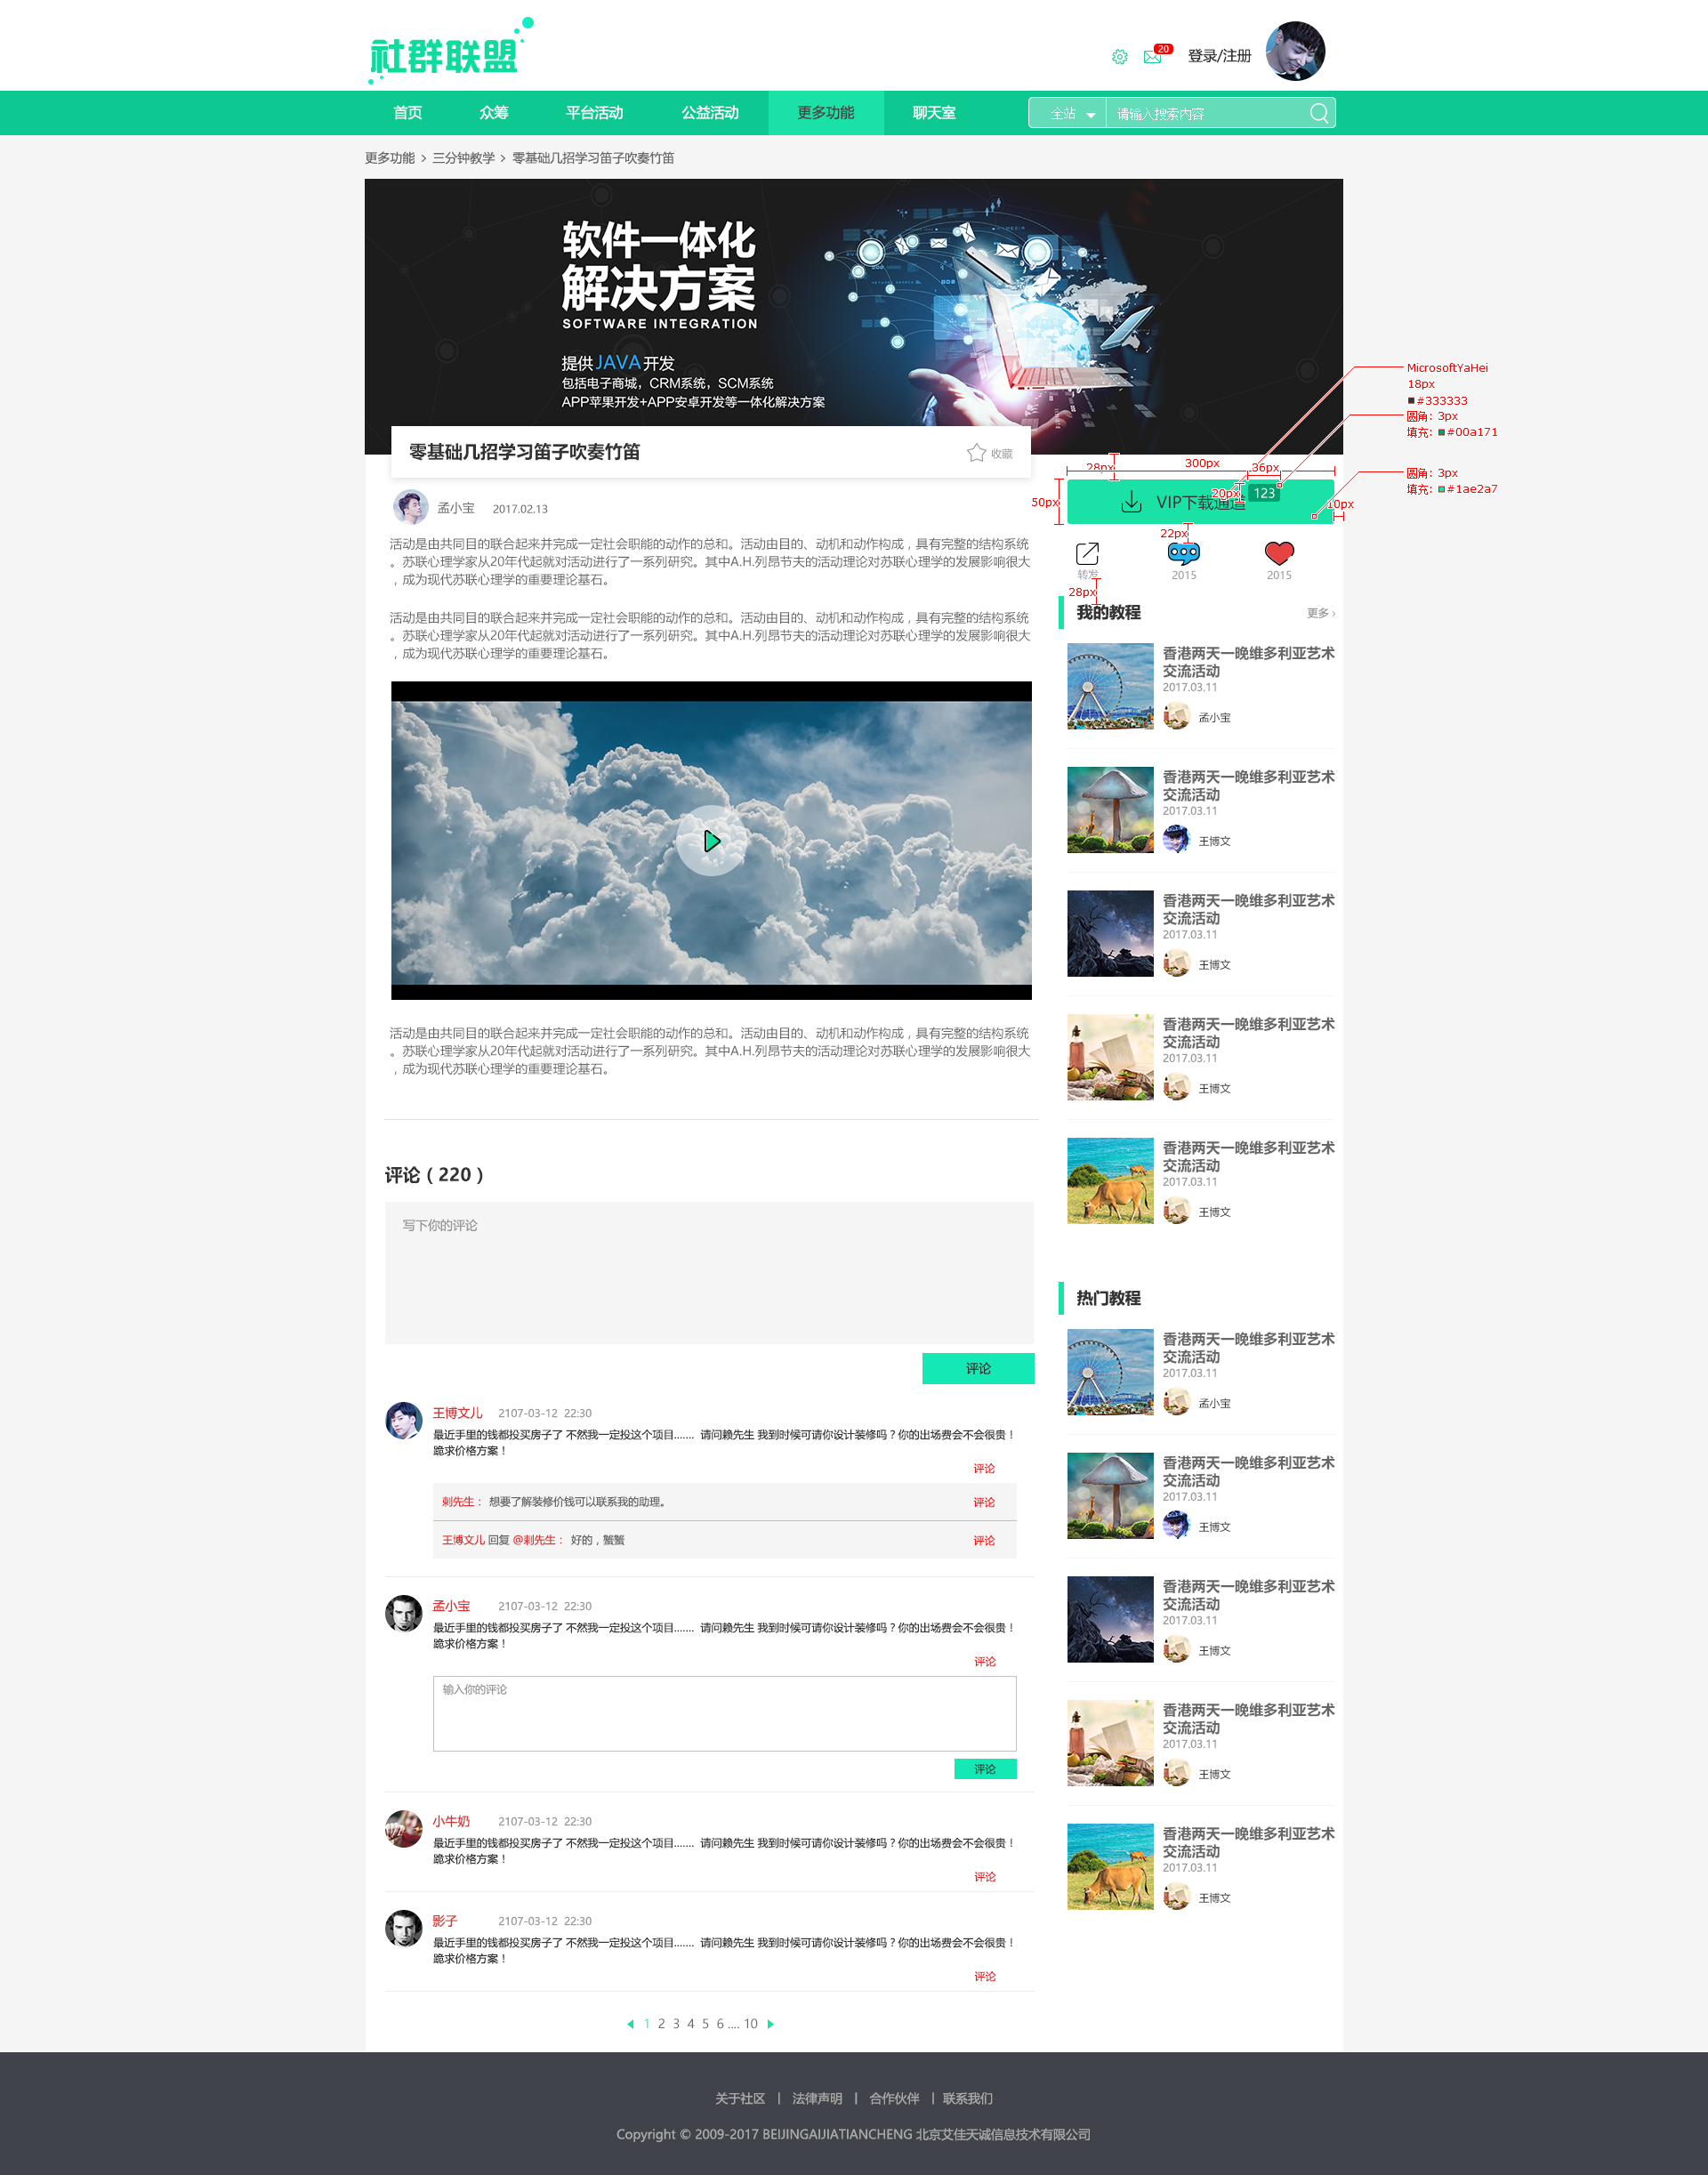 社群联盟
20
登录/注册
首页
众筹
平台活动
公益活动
更多功能
聊天室
全站
请输入搜索内容
更多功能 > 三分钟教学 > 零基础几招学习笛子吹奏竹笛
软件一体化
解决方案
SOFTWARE INTEGRATION
提供JAVA开发
包括电子商城，CRM系统，SCM系统
APP苹果开发+APP安卓开发等一体化解决方案
MicrosoftYaHei
18px
#333333
圆角：3px
填充：#00a171
圆角：3px
填充：#1ae2a7
零基础几招学习笛子吹奏竹笛
收藏
28px
300px
36px
50px
20px
123
VIP下载通道
10px
22px
孟小宝 2017.02.13
活动是由共同目的联合起来并完成一定社会职能的动作的总和。活动由目的、动机和动作构成，具有完整的结构系统
。苏联心理学家从20年代起就对活动进行了一系列研究。其中A.H.列昂节夫的活动理论对苏联心理学的发展影响很大
，成为现代苏联心理学的重要理论基石。
活动是由共同目的联合起来并完成一定社会职能的动作的总和。活动由目的、动机和动作构成，具有完整的结构系统
。苏联心理学家从20年代起就对活动进行了一系列研究。其中A.H.列昂节夫的活动理论对苏联心理学的发展影响很大
，成为现代苏联心理学的重要理论基石。
活动是由共同目的联合起来并完成一定社会职能的动作的总和。活动由目的、动机和动作构成，具有完整的结构系统
。苏联心理学家从20年代起就对活动进行了一系列研究。其中A.H.列昂节夫的活动理论对苏联心理学的发展影响很大
，成为现代苏联心理学的重要理论基石。
转发
2015
2015
28px
我的教程
更多 ›
香港两天一晚维多利亚艺术
交流活动
2017.03.11
孟小宝
香港两天一晚维多利亚艺术
交流活动
2017.03.11
王博文
香港两天一晚维多利亚艺术
交流活动
2017.03.11
王博文
香港两天一晚维多利亚艺术
交流活动
2017.03.11
王博文
香港两天一晚维多利亚艺术
交流活动
2017.03.11
王博文
热门教程
香港两天一晚维多利亚艺术
交流活动
2017.03.11
孟小宝
香港两天一晚维多利亚艺术
交流活动
2017.03.11
王博文
香港两天一晚维多利亚艺术
交流活动
2017.03.11
王博文
香港两天一晚维多利亚艺术
交流活动
2017.03.11
王博文
香港两天一晚维多利亚艺术
交流活动
2017.03.11
王博文
评论（220）
写下你的评论
评论
王博文儿 2107-03-12 22:30
最近手里的钱都投买房子了 不然我一定投这个项目....... 请问赖先生 我到时候可请你设计装修吗？你的出场费会不会很贵！
跪求价格方案！
评论
剌先生： 想要了解装修价钱可以联系我的助理。
评论
王博文儿 回复 @剌先生： 好的，蟹蟹
评论
孟小宝 2107-03-12 22:30
最近手里的钱都投买房子了 不然我一定投这个项目....... 请问赖先生 我到时候可请你设计装修吗？你的出场费会不会很贵！
跪求价格方案！
评论
输入你的评论
评论
小牛奶 2107-03-12 22:30
最近手里的钱都投买房子了 不然我一定投这个项目....... 请问赖先生 我到时候可请你设计装修吗？你的出场费会不会很贵！
跪求价格方案！
评论
影子 2107-03-12 22:30
最近手里的钱都投买房子了 不然我一定投这个项目....... 请问赖先生 我到时候可请你设计装修吗？你的出场费会不会很贵！
跪求价格方案！
评论
1 2 3 4 5 6 .... 10
关于社区 | 法律声明 | 合作伙伴 | 联系我们
Copyright © 2009-2017 BEIJINGAIJIATIANCHENG 北京艾佳天诚信息技术有限公司